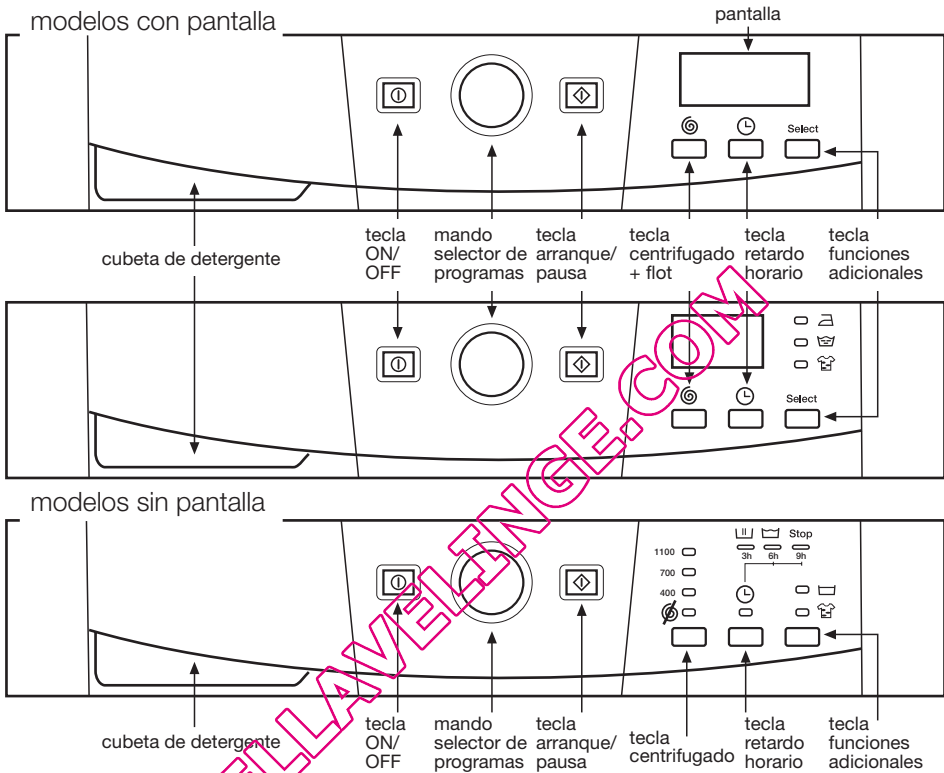 modelos con pantalla
pantalla
Select
cubeta de detergente
tecla ON/ OFF
mando selector de programas
tecla arranque/ pausa
tecla centrifugado + flot
tecla retardo horario
tecla funciones adicionales
Select
modelos sin pantalla
Stop
3h 6h 9h
1100
700
400
cubeta de detergente
tecla ON/ OFF
mando selector de programas
tecla arranque/ pausa
tecla centrifugado
tecla retardo horario
tecla funciones adicionales
ELLAVELINGE.COM